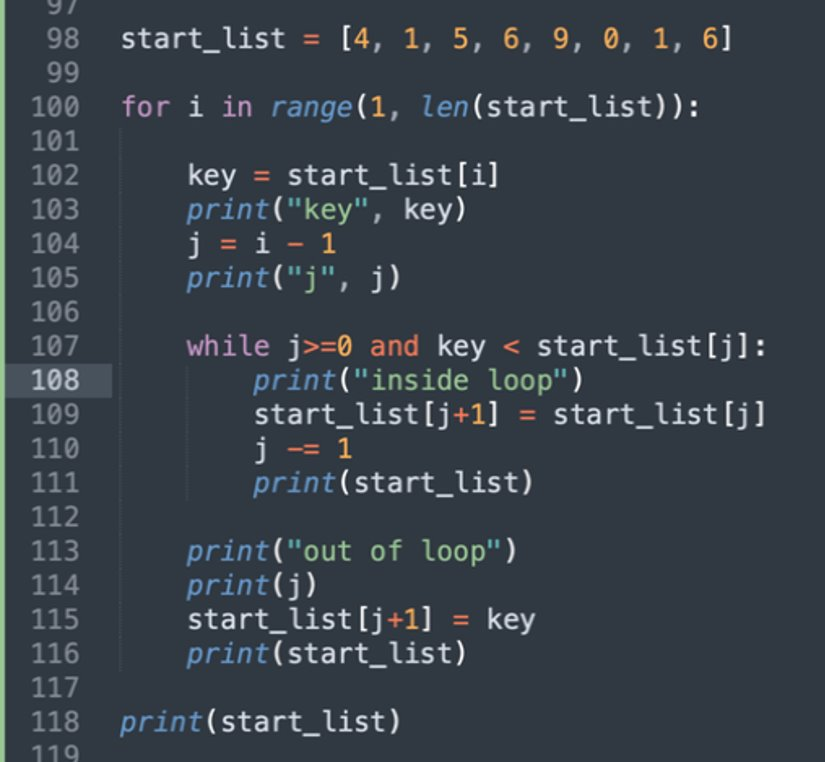 97
98 start_list = [4, 1, 5, 6, 9, 0, 1, 6]
99
100 for i in range(1, len(start_list)):
101
102     key = start_list[i]
103     print("key", key)
104     j = i - 1
105     print("j", j)
106
107     while j>=0 and key < start_list[j]:
108         print("inside loop")
109         start_list[j+1] = start_list[j]
110         j -= 1
111         print(start_list)
112
113     print("out of loop")
114     print(j)
115     start_list[j+1] = key
116     print(start_list)
117
118 print(start_list)
119